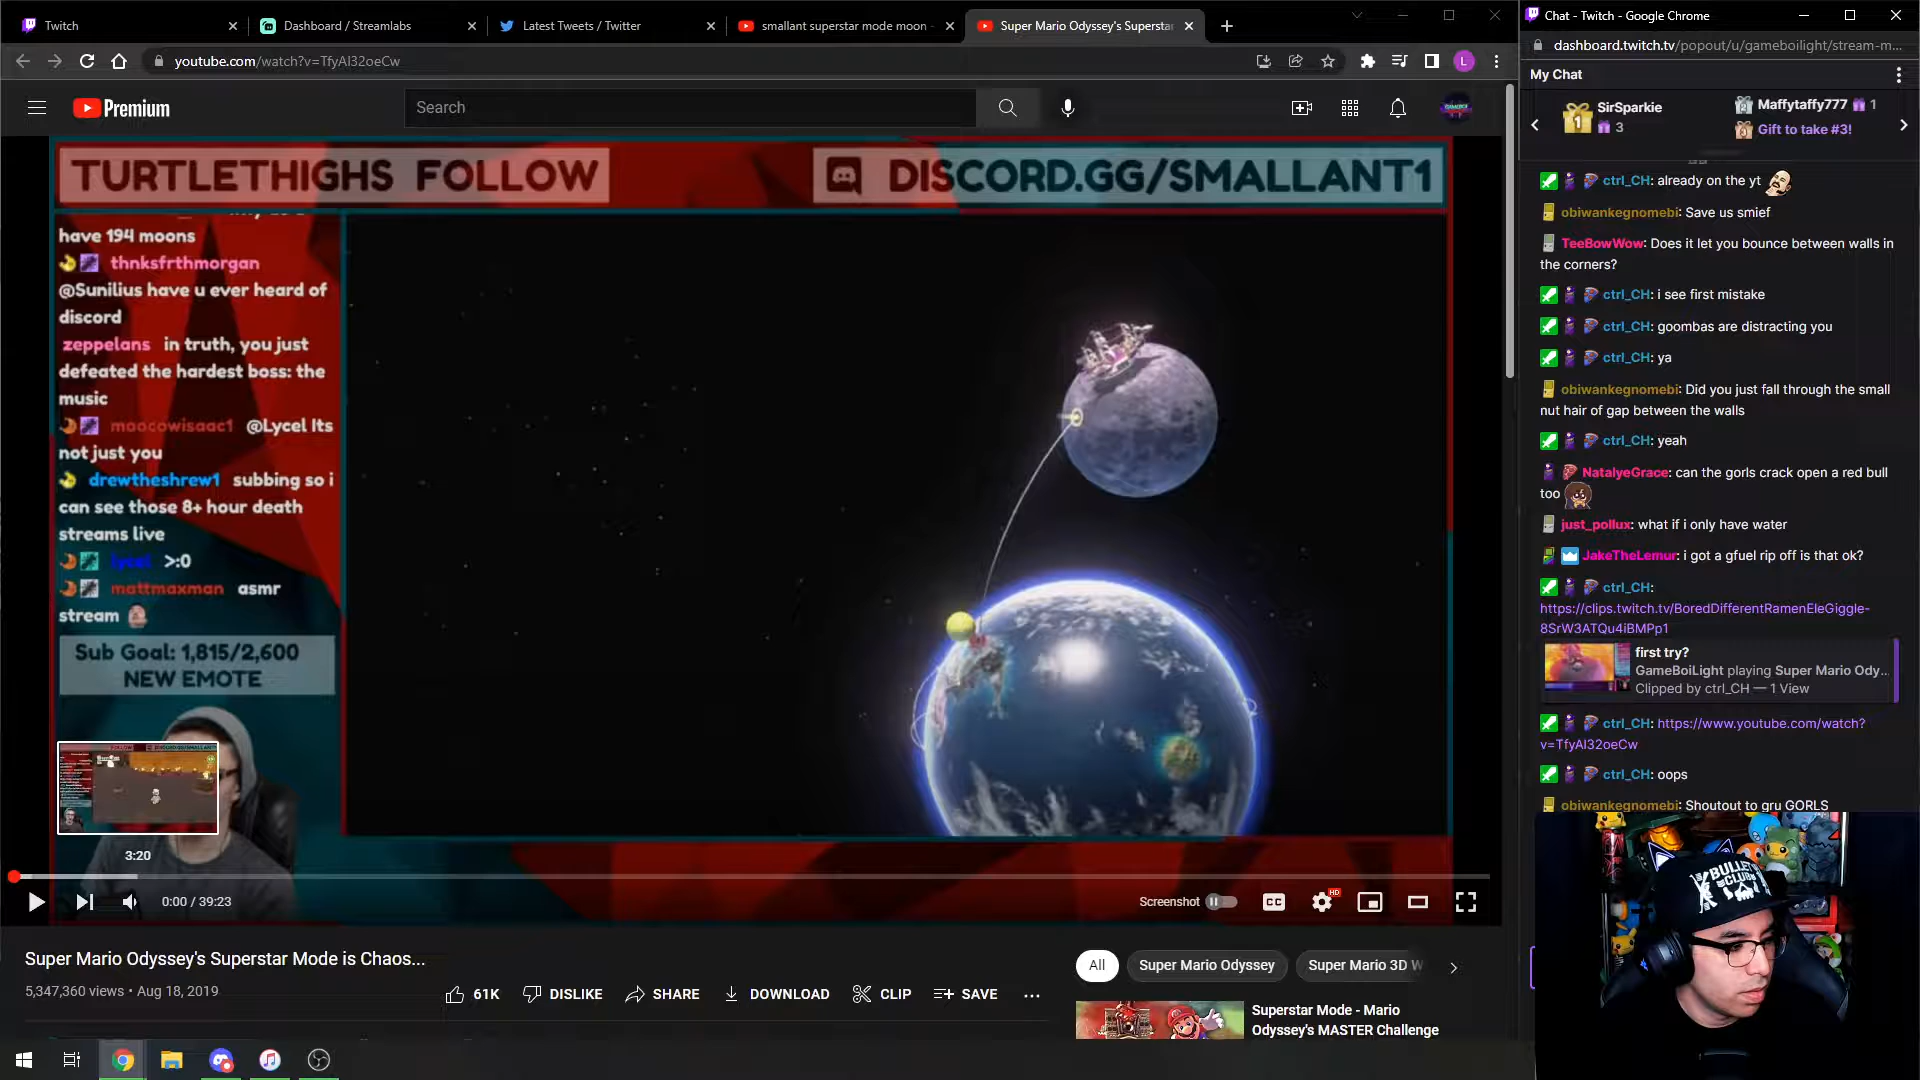 Twitch
Dashboard / Streamlabs
Latest Tweets / Twitter
smallant superstar mode moon -
Super Mario Odyssey's Supersta
Chat - Twitch - Google Chrome
youtube.com/watch?v=TfyAl32oeCw
L
dashboard.twitch.tv/popout/u/gameboilight/stream-m...
My Chat
Premium
Search
1
SirSparkie
3
Maffytaffy777 1
Gift to take #3!
TURTLETHIGHS FOLLOW
DISCORD.GG/SMALLANT1
have 194 moons
thnksfrthmorgan
@Sunilius have u ever heard of
discord
zeppelans in truth, you just
defeated the hardest boss: the
music
moocowisaac1 @Lycel Its
not just you
drewtheshrew1 subbing so i
can see those 8+ hour death
streams live
lycel >:0
mattmaxman asmr
stream
Sub Goal: 1,815/2,600
NEW EMOTE
3:20
0:00 / 39:23
Screenshot
CC
HD
Super Mario Odyssey's Superstar Mode is Chaos...
5,347,360 views • Aug 18, 2019
61K
DISLIKE
SHARE
DOWNLOAD
CLIP
SAVE
All
Super Mario Odyssey
Super Mario 3D W
Superstar Mode - Mario
Odyssey's MASTER Challenge
ctrl_CH: already on the yt
obiwankegnomebi: Save us smief
TeeBowWow: Does it let you bounce between walls in
the corners?
ctrl_CH: i see first mistake
ctrl_CH: goombas are distracting you
ctrl_CH: ya
obiwankegnomebi: Did you just fall through the small
nut hair of gap between the walls
ctrl_CH: yeah
NatalyeGrace: can the gorls crack open a red bull
too
just_pollux: what if i only have water
JakeTheLemur: i got a gfuel rip off is that ok?
ctrl_CH:
https://clips.twitch.tv/BoredDifferentRamenEleGiggle-
8SrW3ATQu4iBMPp1
first try?
GameBoiLight playing Super Mario Ody...
Clipped by ctrl_CH — 1 View
ctrl_CH: https://www.youtube.com/watch?
v=TfyAl32oeCw
ctrl_CH: oops
obiwankegnomebi: Shoutout to gru GORLS
BULLET
CLUB